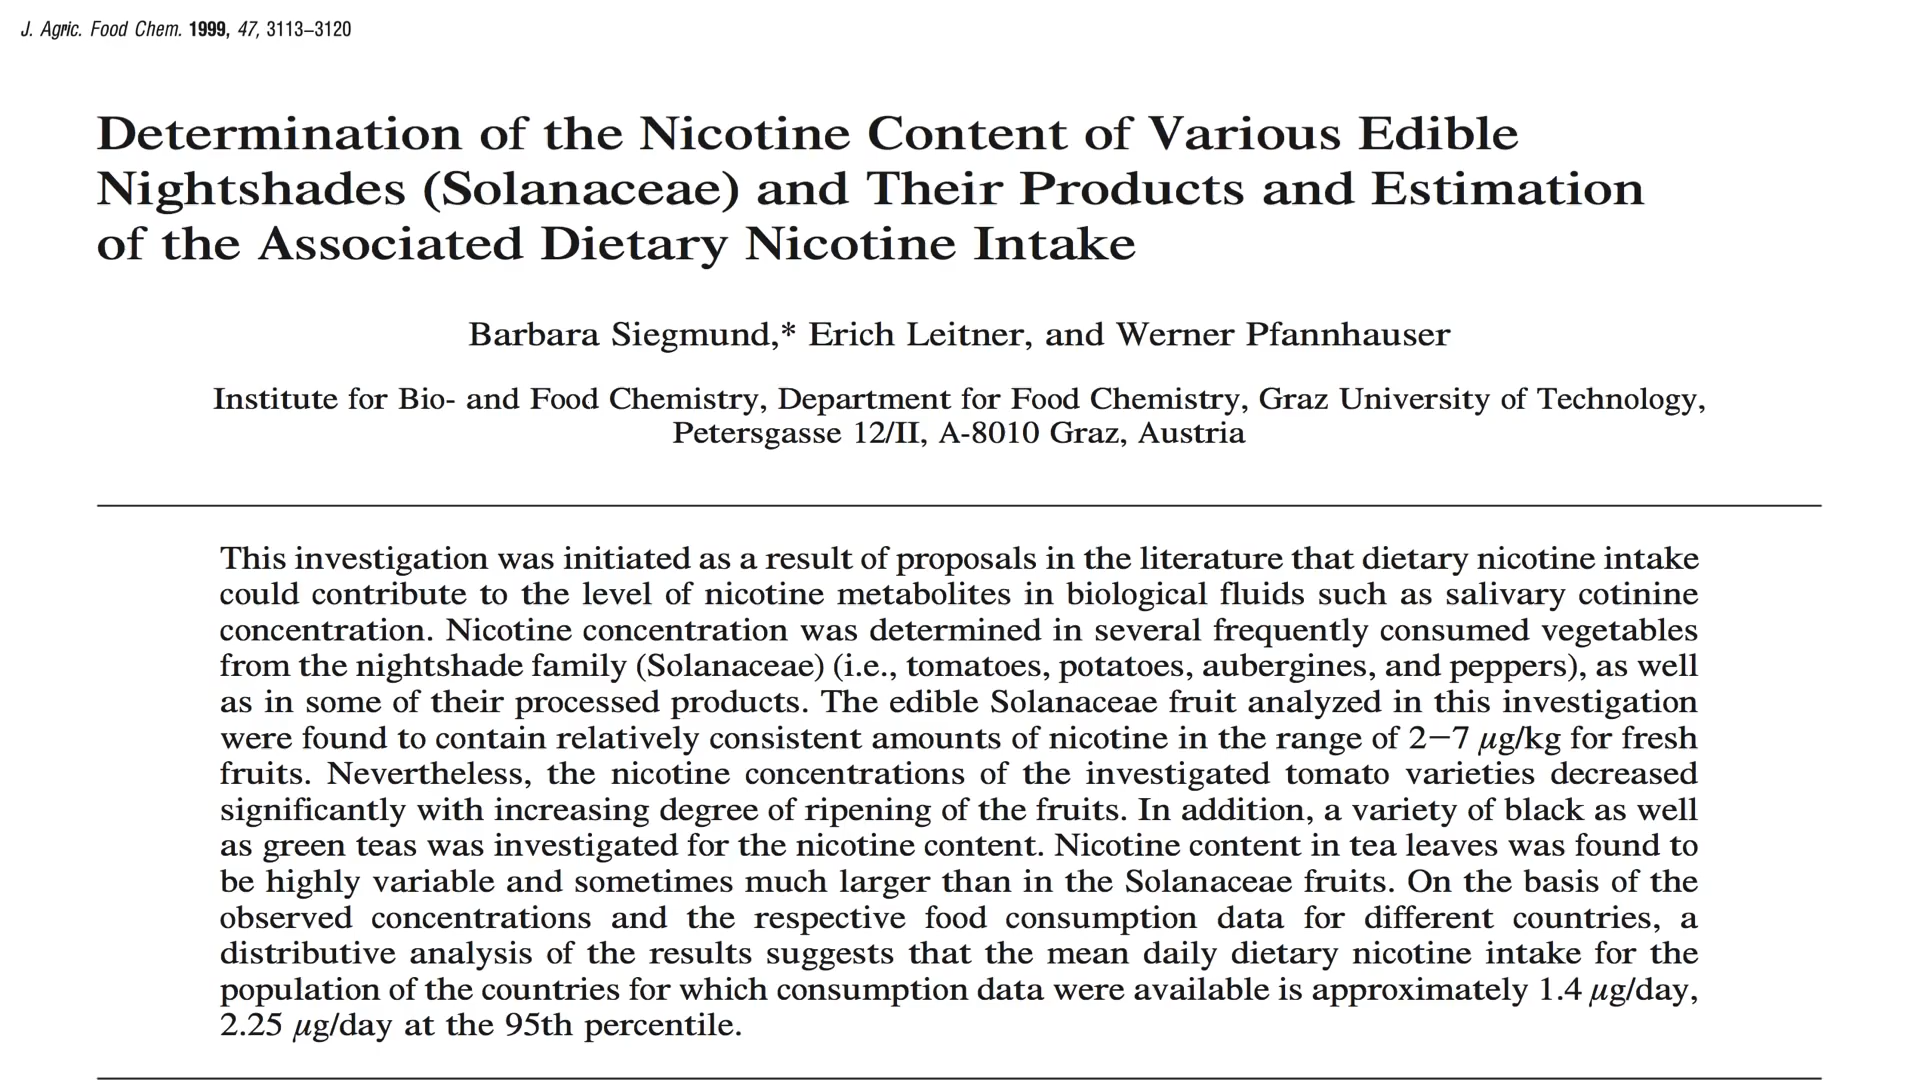 J. Agric. Food Chem. 1999, 47, 3113−3120
Determination of the Nicotine Content of Various Edible
Nightshades (Solanaceae) and Their Products and Estimation
of the Associated Dietary Nicotine Intake
Barbara Siegmund,* Erich Leitner, and Werner Pfannhauser
Institute for Bio- and Food Chemistry, Department for Food Chemistry, Graz University of Technology,
Petersgasse 12/II, A-8010 Graz, Austria
This investigation was initiated as a result of proposals in the literature that dietary nicotine intake
could contribute to the level of nicotine metabolites in biological fluids such as salivary cotinine
concentration. Nicotine concentration was determined in several frequently consumed vegetables
from the nightshade family (Solanaceae) (i.e., tomatoes, potatoes, aubergines, and peppers), as well
as in some of their processed products. The edible Solanaceae fruit analyzed in this investigation
were found to contain relatively consistent amounts of nicotine in the range of 2−7 μg/kg for fresh
fruits. Nevertheless, the nicotine concentrations of the investigated tomato varieties decreased
significantly with increasing degree of ripening of the fruits. In addition, a variety of black as well
as green teas was investigated for the nicotine content. Nicotine content in tea leaves was found to
be highly variable and sometimes much larger than in the Solanaceae fruits. On the basis of the
observed concentrations and the respective food consumption data for different countries, a
distributive analysis of the results suggests that the mean daily dietary nicotine intake for the
population of the countries for which consumption data were available is approximately 1.4 μg/day,
2.25 μg/day at the 95th percentile.